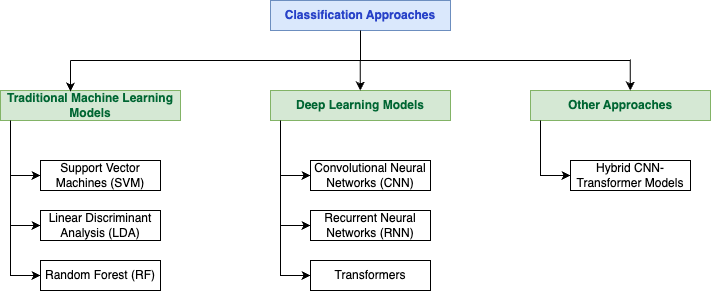 Classification Approaches
Traditional Machine Learning
Models
Deep Learning Models
Other Approaches
Support Vector
Machines (SVM)
Convolutional Neural
Networks (CNN)
Hybrid CNN-
Transformer Models
Linear Discriminant
Analysis (LDA)
Recurrent Neural
Networks (RNN)
Random Forest (RF)
Transformers